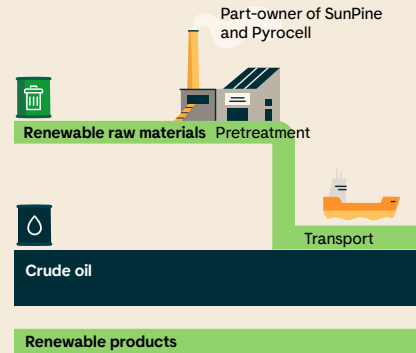 Part-owner of SunPine
and Pyrocell
Renewable raw materials Pretreatment
Transport
Crude oil
Renewable products